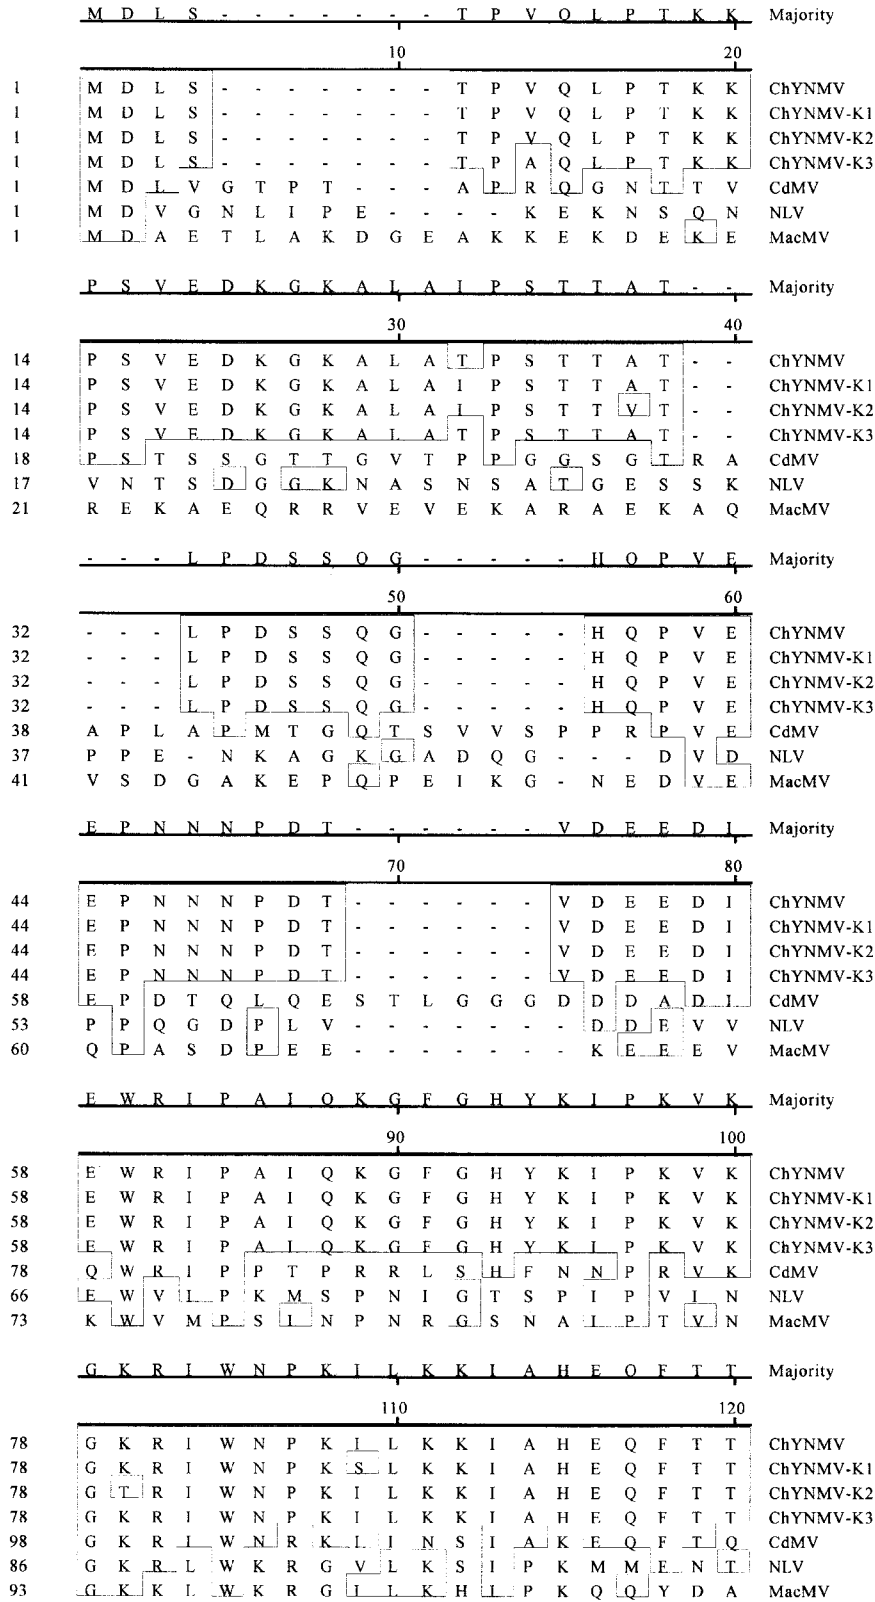 M D L S - - - - - - - T P V Q L P T K K Majority
10 20
1 M D L S - - - - - - - T P V Q L P T K K ChYNMV
1 M D L S - - - - - - - T P V Q L P T K K ChYNMV-K1
1 M D L S - - - - - - - T P V Q L P T K K ChYNMV-K2
1 M D L S - - - - - - - T P A Q L P T K K ChYNMV-K3
1 M D L V G T P T - - - A P R Q G N T T V CdMV
1 M D V G N L I P E - - - - K E K N S Q N NLV
1 M D A E T L A K D G E A K K E K D E K E MacMV
P S V E D K G K A L A I P S T T A T - - Majority
30 40
14 P S V E D K G K A L A T P S T T A T - - ChYNMV
14 P S V E D K G K A L A I P S T T A T - - ChYNMV-K1
14 P S V E D K G K A L A I P S T T V T - - ChYNMV-K2
14 P S V E D K G K A L A T P S T T A T - - ChYNMV-K3
18 P S T S S G T T G V T P P G G S G T R A CdMV
17 V N T S D G G K N A S N S A T G E S S K NLV
21 R E K A E Q R R V E V E K A R A E K A Q MacMV
- - - L P D S S Q G - - - - - H Q P V E Majority
50 60
32 - - - L P D S S Q G - - - - - H Q P V E ChYNMV
32 - - - L P D S S Q G - - - - - H Q P V E ChYNMV-K1
32 - - - L P D S S Q G - - - - - H Q P V E ChYNMV-K2
32 - - - L P D S S Q G - - - - - H Q P V E ChYNMV-K3
38 A P L A P M T G Q T S V V S P P R P V E CdMV
37 P P E - N K A G K G A D Q G - - - D V D NLV
41 V S D G A K E P Q P E I K G - N E D V E MacMV
E P N N N P D T - - - - - - V D E E D I Majority
70 80
44 E P N N N P D T - - - - - - V D E E D I ChYNMV
44 E P N N N P D T - - - - - - V D E E D I ChYNMV-K1
44 E P N N N P D T - - - - - - V D E E D I ChYNMV-K2
44 E P N N N P D T - - - - - - V D E E D I ChYNMV-K3
58 E P D T Q L Q E S T L G G G D D D A D I CdMV
53 P P Q G D P L V - - - - - - - D D E V V NLV
60 Q P A S D P E E - - - - - - - K E E E V MacMV
E W R I P A I Q K G F G H Y K I P K V K Majority
90 100
58 E W R I P A I Q K G F G H Y K I P K V K ChYNMV
58 E W R I P A I Q K G F G H Y K I P K V K ChYNMV-K1
58 E W R I P A I Q K G F G H Y K I P K V K ChYNMV-K2
58 E W R I P A I Q K G F G H Y K I P K V K ChYNMV-K3
78 Q W R I P P T P R R L S H F N N P R V K CdMV
66 E W V L P K M S P N I G T S P I P V I N NLV
73 K W V M P S I N P N R G S N A I P T V N MacMV
G K R I W N P K I L K K I A H E Q F T T Majority
110 120
78 G K R I W N P K I L K K I A H E Q F T T ChYNMV
78 G K R I W N P K S L K K I A H E Q F T T ChYNMV-K1
78 G T R I W N P K I L K K I A H E Q F T T ChYNMV-K2
78 G K R I W N P K I L K K I A H E Q F T T ChYNMV-K3
98 G K R I W N R K L I N S I A K E Q F T Q CdMV
86 G K R L W K R G V L K S I P K M M E N T NLV
93 G K K L W K R G I L K H L P K Q Q Y D A MacMV